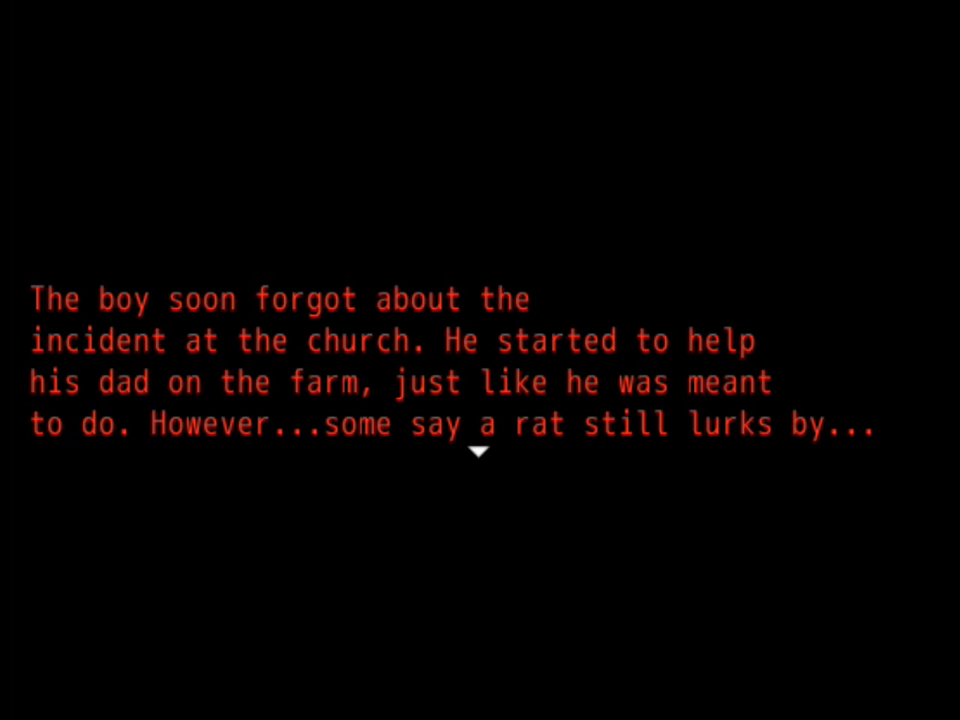 The boy soon forgot about the
incident at the church. He started to help
his dad on the farm, just like he was meant
to do. However...some say a rat still lurks by...